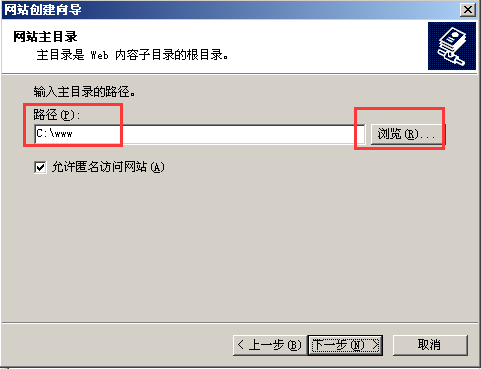 网站创建向导
网站主目录
主目录是 Web 内容子目录的根目录。
输入主目录的路径。
路径(P):
C:\www
浏览(R)...
允许匿名访问网站(A)
< 上一步(B)
下一步(N) >
取消